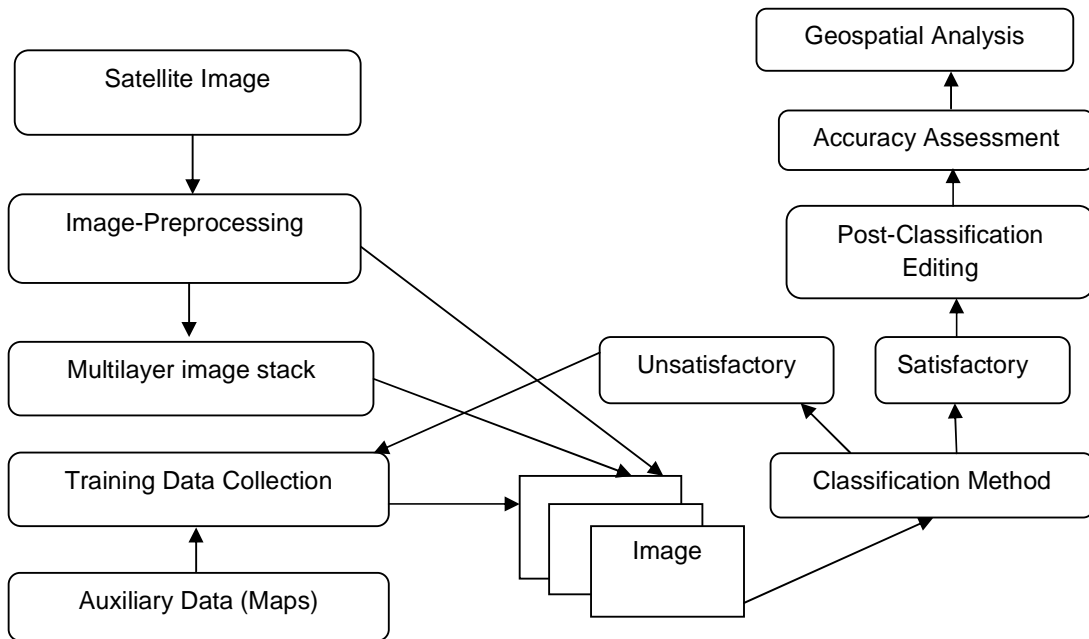 Geospatial Analysis
Satellite Image
Accuracy Assessment
Image-Preprocessing
Post-Classification
Editing
Multilayer image stack
Unsatisfactory
Satisfactory
Training Data Collection
Classification Method
Image
Auxiliary Data (Maps)